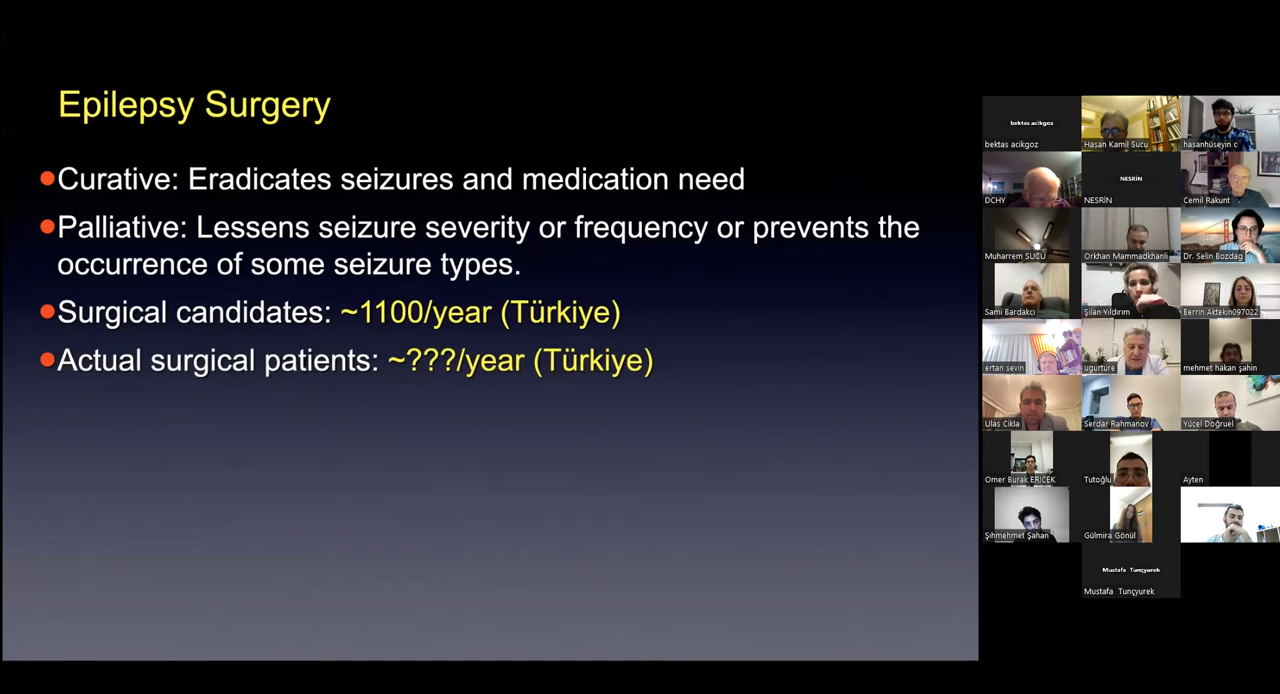 Epilepsy Surgery
●Curative: Eradicates seizures and medication need
●Palliative: Lessens seizure severity or frequency or prevents the
occurrence of some seizure types.
●Surgical candidates: ~1100/year (Türkiye)
●Actual surgical patients: ~???/year (Türkiye)
bektas acikgoz
bektas acikgoz
Hasan Kamil Sucu
hasanhüseyin c
DCHY
NESRİN
NESRİN
Cemil Rakunt
Muharrem SUCU
Orkhan Mammadkhanli
Dr. Selin Bozdag
Sami Bardakcı
Şilan Yıldırım
Berrin Aktekin097022
ertan sevin
ugurture
mehmet hakan şahin
Ulas Cikla
Serdar Rahmanov
Yücel Doğruel
Omer Burak ERICEK
Tutoğlu
Ayten
Şıhmehmet Şahan
Gülmira Gönül
Mustafa Tunçyurek
Mustafa Tunçyurek